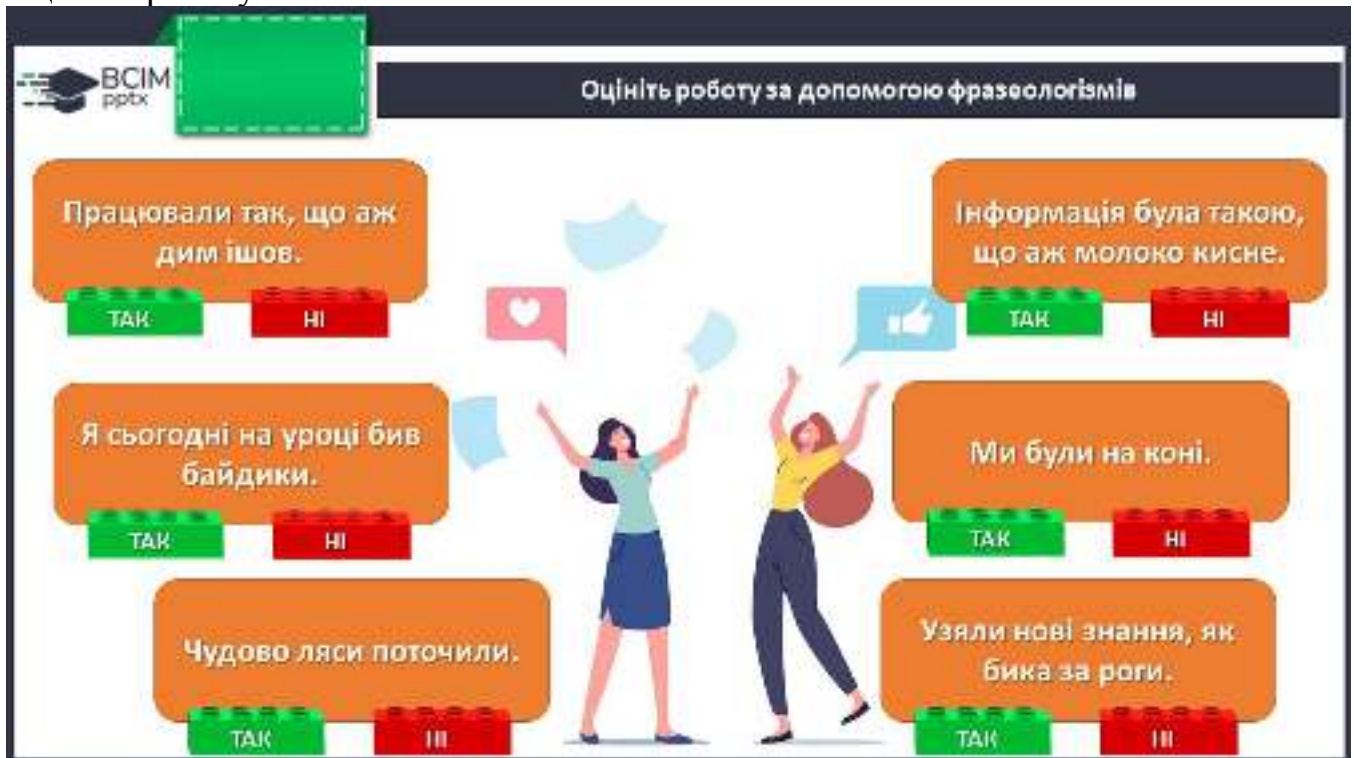 ВСІМ
pptx
Оцініть роботу за допомогою фразеологізмів
Працювали так, що аж
дим ішов.
ТАК НІ
Інформація була такою,
що аж молоко кисне.
ТАК НІ
Я сьогодні на уроці бив
байдики.
ТАК НІ
Ми були на коні.
ТАК НІ
Чудово ляси поточили.
ТАК НІ
Узяли нові знання, як
бика за роги.
ТАК НІ